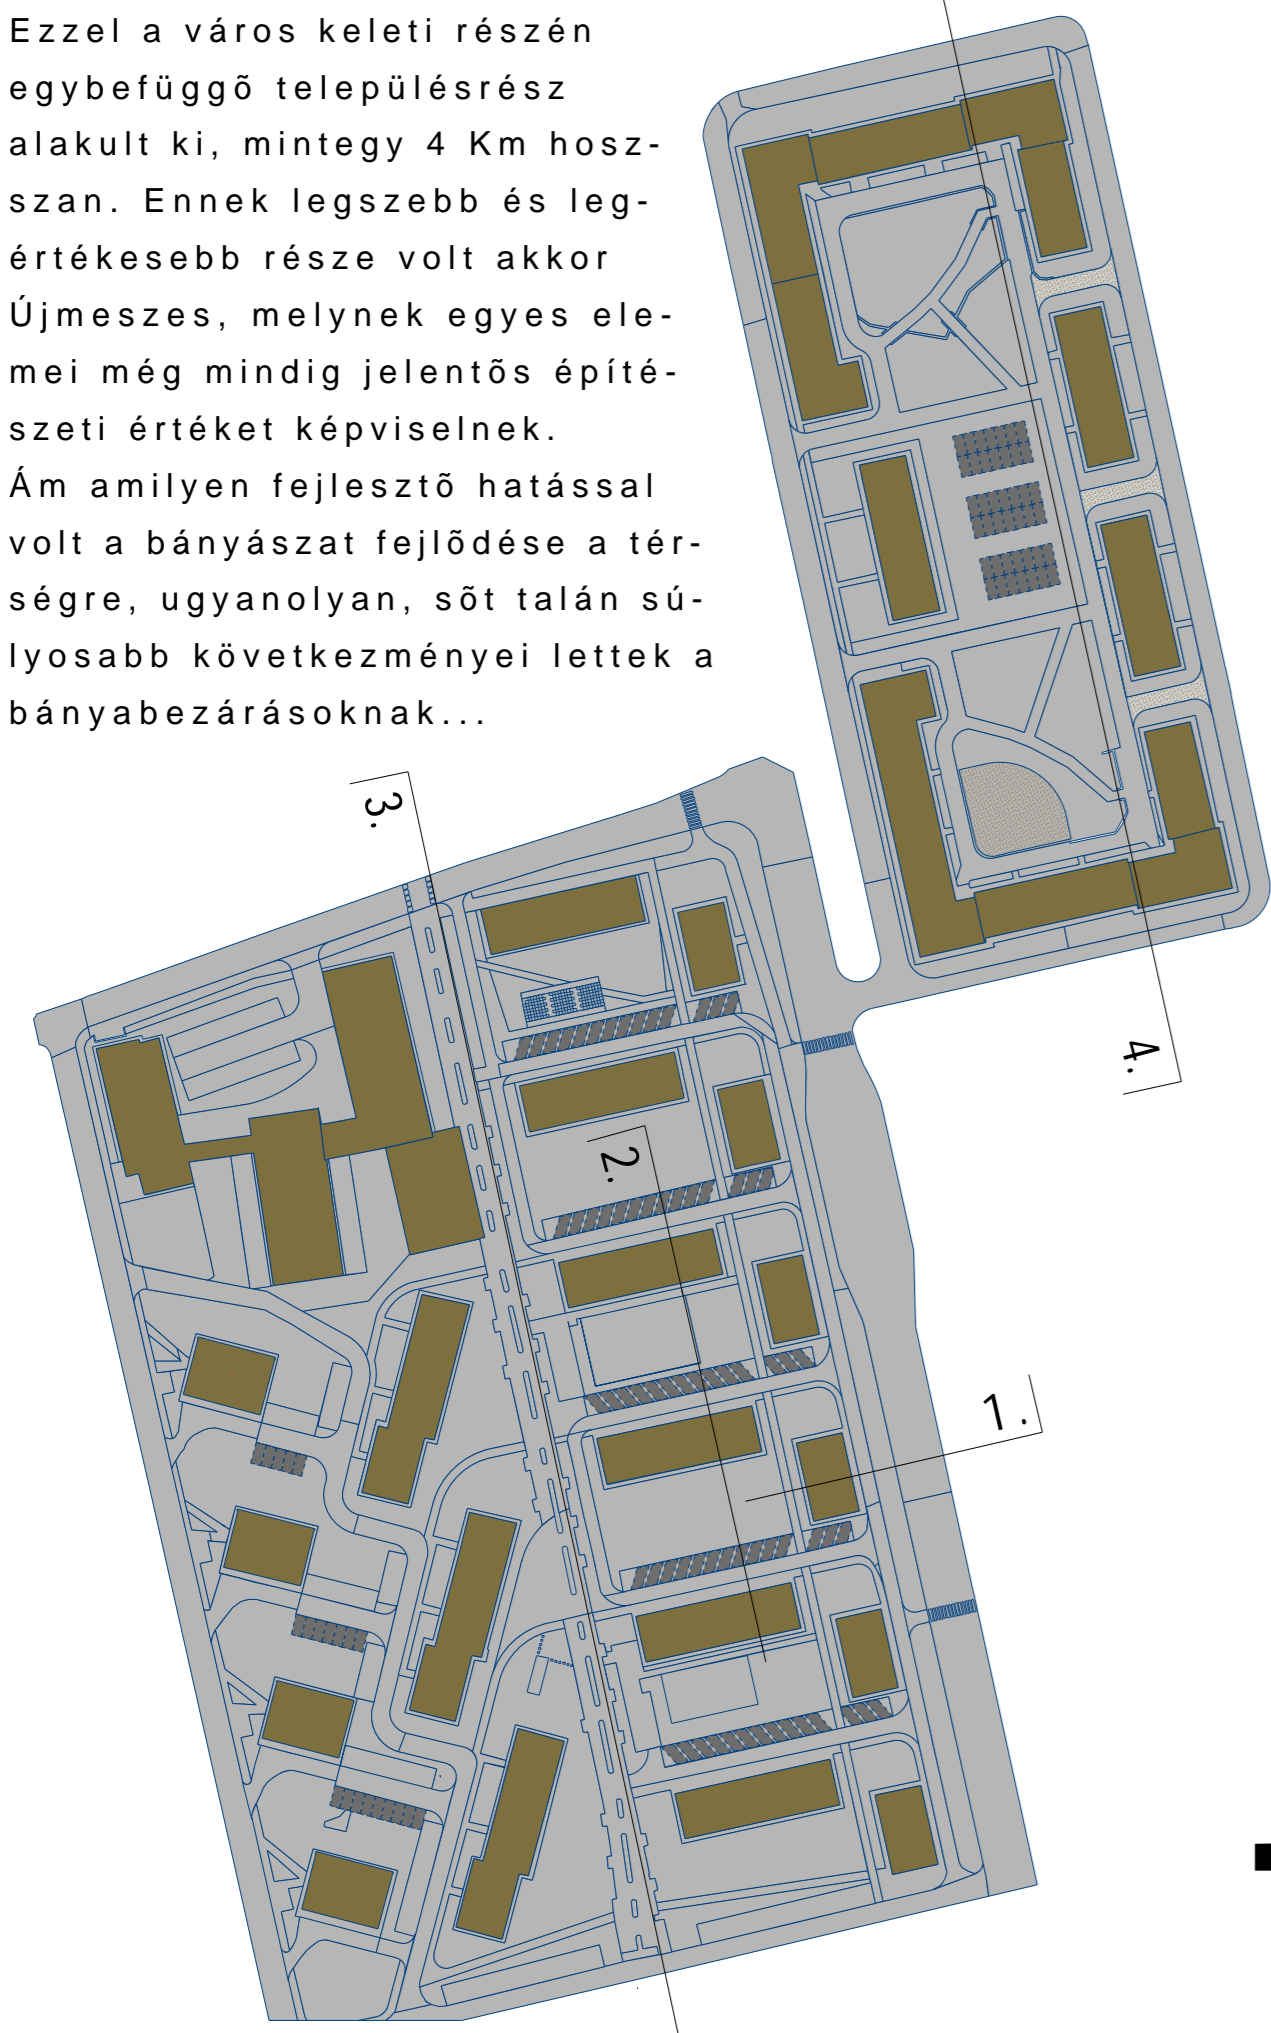 Ezzel a város keleti részén
egybefüggõ településrész
alakult ki, mintegy 4 Km hosz-
szan. Ennek legszebb és leg-
értékesebb része volt akkor
Újmeszes, melynek egyes ele-
mei még mindig jelentõs építé-
szeti értéket képviselnek.
Ám amilyen fejlesztõ hatással
volt a bányászat fejlõdése a tér-
ségre, ugyanolyan, sõt talán sú-
lyosabb következményei lettek a
bányabezárásoknak...
3.
4.
2.
1.